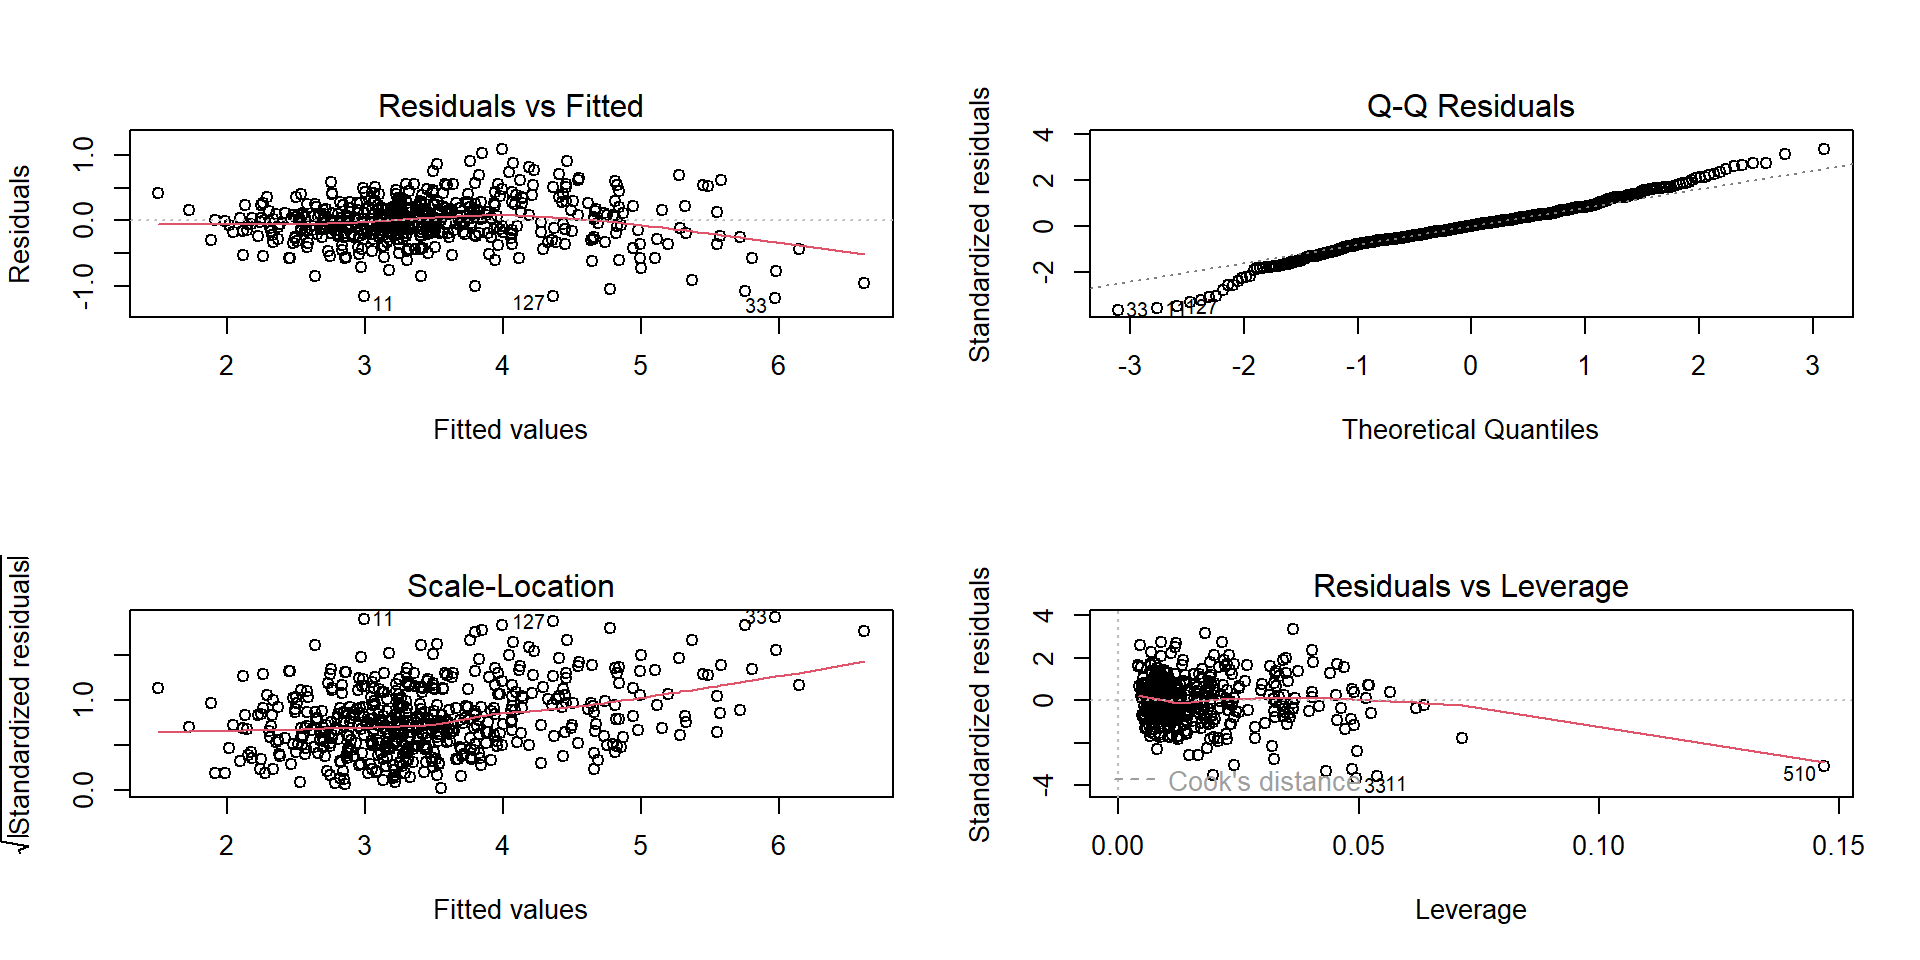 Residuals vs Fitted
Residuals
1.0
0.0
-1.0
11
127
33
2 3 4 5 6
Fitted values
Q-Q Residuals
Standardized residuals
4
2
0
-2
33
11
127
-3 -2 -1 0 1 2 3
Theoretical Quantiles
Scale-Location
√|Standardized residuals|
1.0
0.0
11
127
33
2 3 4 5 6
Fitted values
Residuals vs Leverage
Standardized residuals
4
2
0
-4
Cook's distance
3311
510
0.00 0.05 0.10 0.15
Leverage